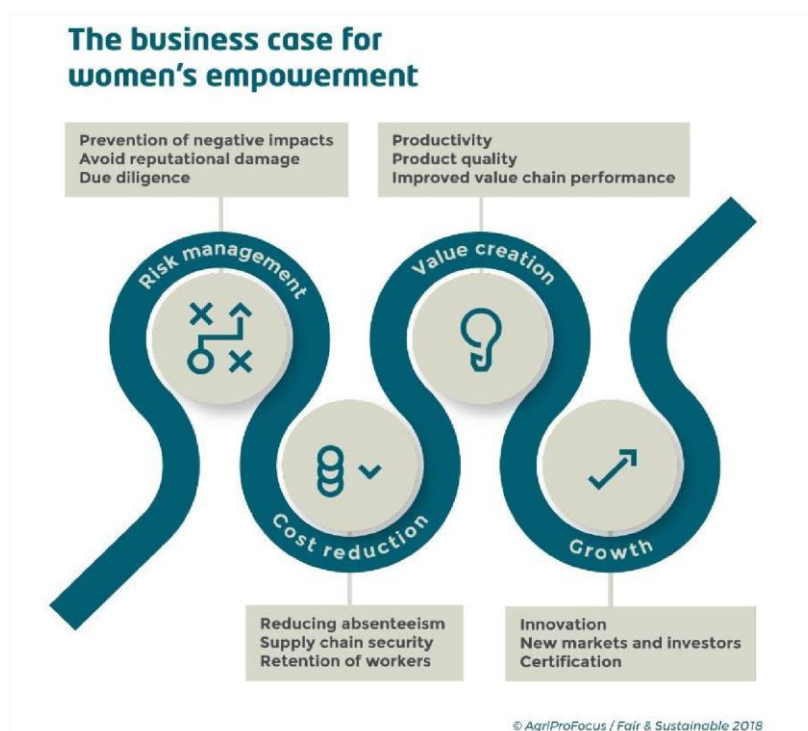 The business case for
women's empowerment
Prevention of negative impacts
Avoid reputational damage
Due diligence
Productivity
Product quality
Improved value chain performance
Risk management
Value creation
Cost reduction
Growth
Reducing absenteeism
Supply chain security
Retention of workers
Innovation
New markets and investors
Certification
© AgriProFocus / Fair & Sustainable 2018